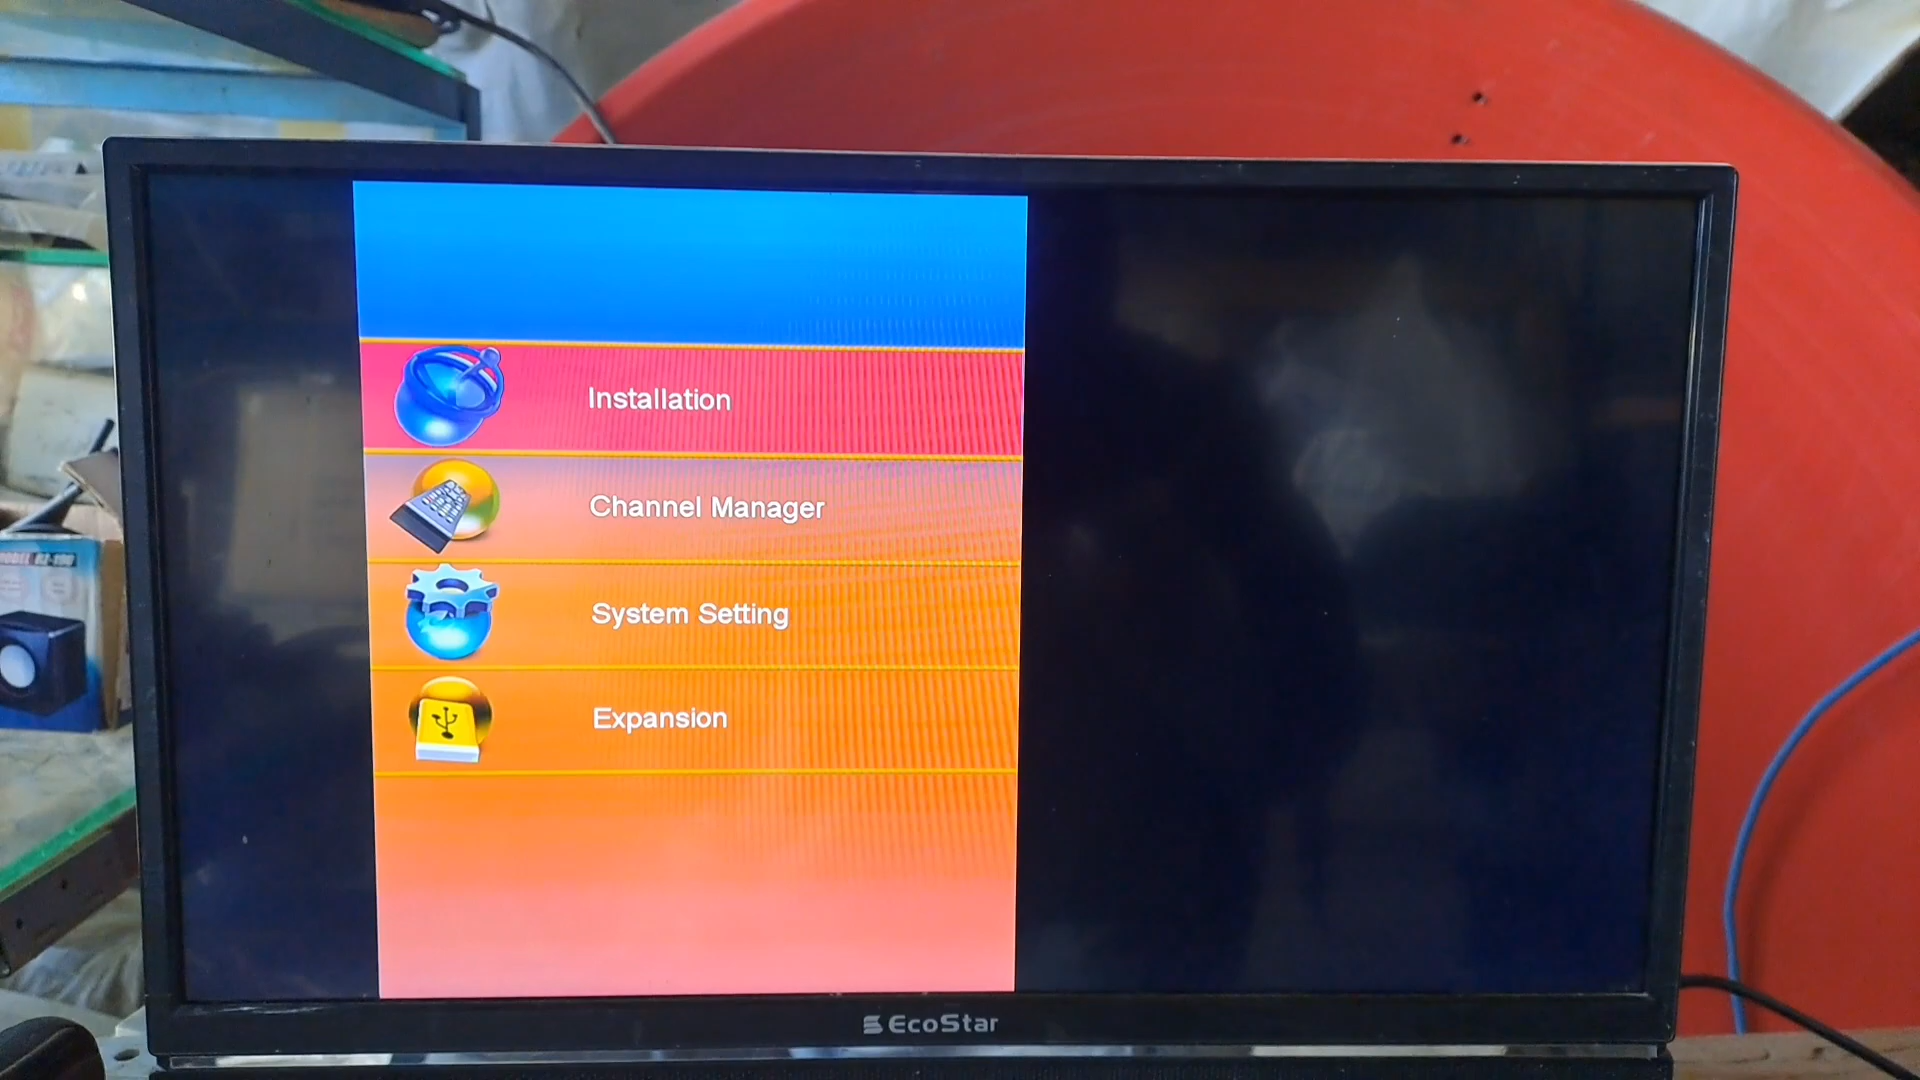 Installation
Channel Manager
System Setting
Expansion
EcoStar